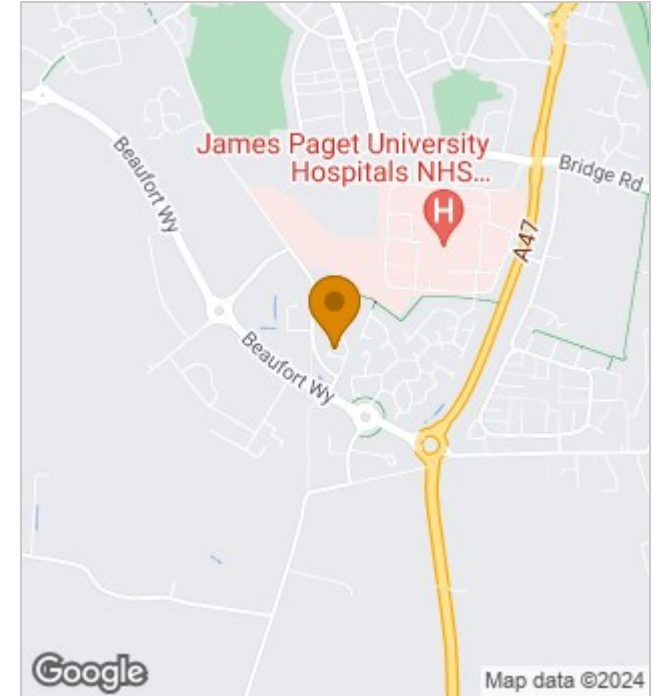 James Paget University
Hospitals NHS...
H
Bridge Rd
Beaufort Wy
A47
Beaufort Wy
Google
Map data ©2024